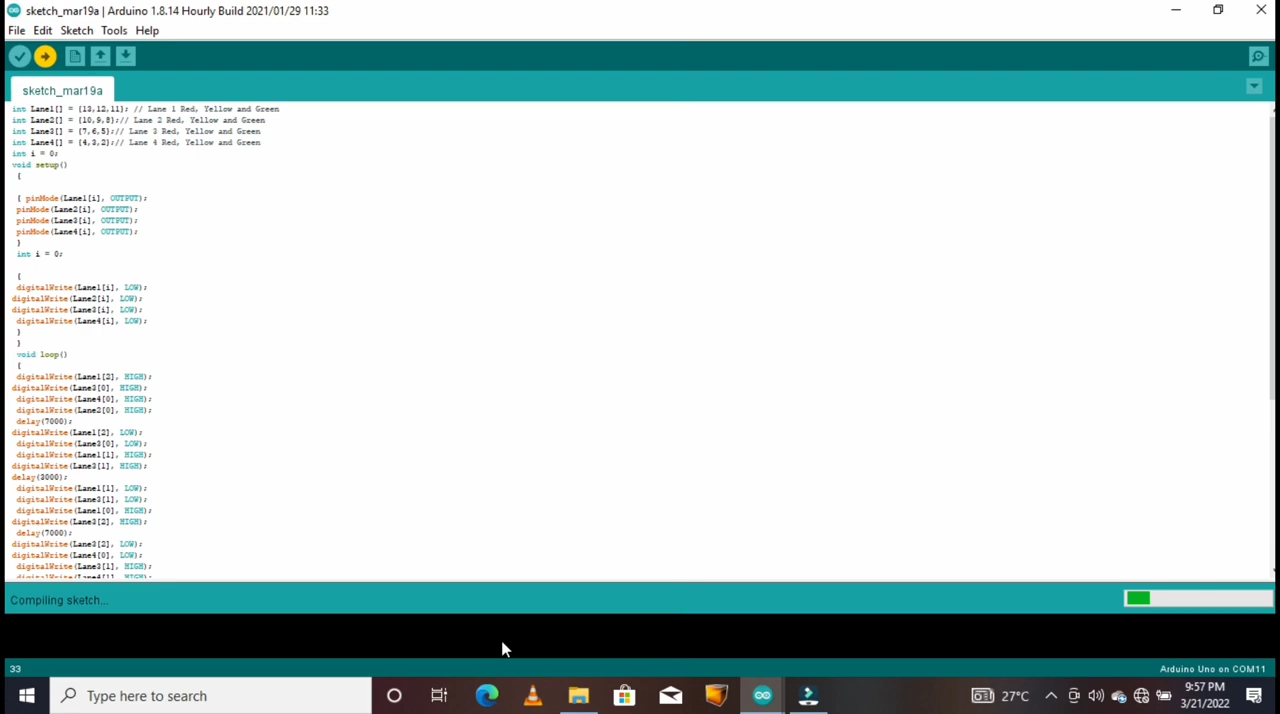 sketch_mar19a | Arduino 1.8.14 Hourly Build 2021/01/29 11:33
File Edit Sketch Tools Help
sketch_mar19a
int Lane1[] = {13,12,11}; // Lane 1 Red, Yellow and Green
int Lane2[] = {10,9,8};// Lane 2 Red, Yellow and Green
int Lane3[] = {7,6,5};// Lane 3 Red, Yellow and Green
int Lane4[] = {4,3,2};// Lane 4 Red, Yellow and Green
int i = 0;
void setup()
{
{ pinMode(Lane1[i], OUTPUT);
pinMode(Lane2[i], OUTPUT);
pinMode(Lane3[i], OUTPUT);
pinMode(Lane4[i], OUTPUT);
}
int i = 0;
{
digitalWrite(Lane1[i], LOW);
digitalWrite(Lane2[i], LOW);
digitalWrite(Lane3[i], LOW);
digitalWrite(Lane4[i], LOW);
}
}
void loop()
{
digitalWrite(Lane1[2], HIGH);
digitalWrite(Lane3[0], HIGH);
digitalWrite(Lane4[0], HIGH);
digitalWrite(Lane2[0], HIGH);
delay(7000);
digitalWrite(Lane1[2], LOW);
digitalWrite(Lane3[0], LOW);
digitalWrite(Lane1[1], HIGH);
digitalWrite(Lane3[1], HIGH);
delay(3000);
digitalWrite(Lane1[1], LOW);
digitalWrite(Lane3[1], LOW);
digitalWrite(Lane1[0], HIGH);
digitalWrite(Lane3[2], HIGH);
delay(7000);
digitalWrite(Lane3[2], LOW);
digitalWrite(Lane4[0], LOW);
digitalWrite(Lane3[1], HIGH);
digitalWrite(Lane4[1], HIGH);
Compiling sketch...
33
Arduino Uno on COM11
Type here to search
27°C
9:57 PM
3/21/2022